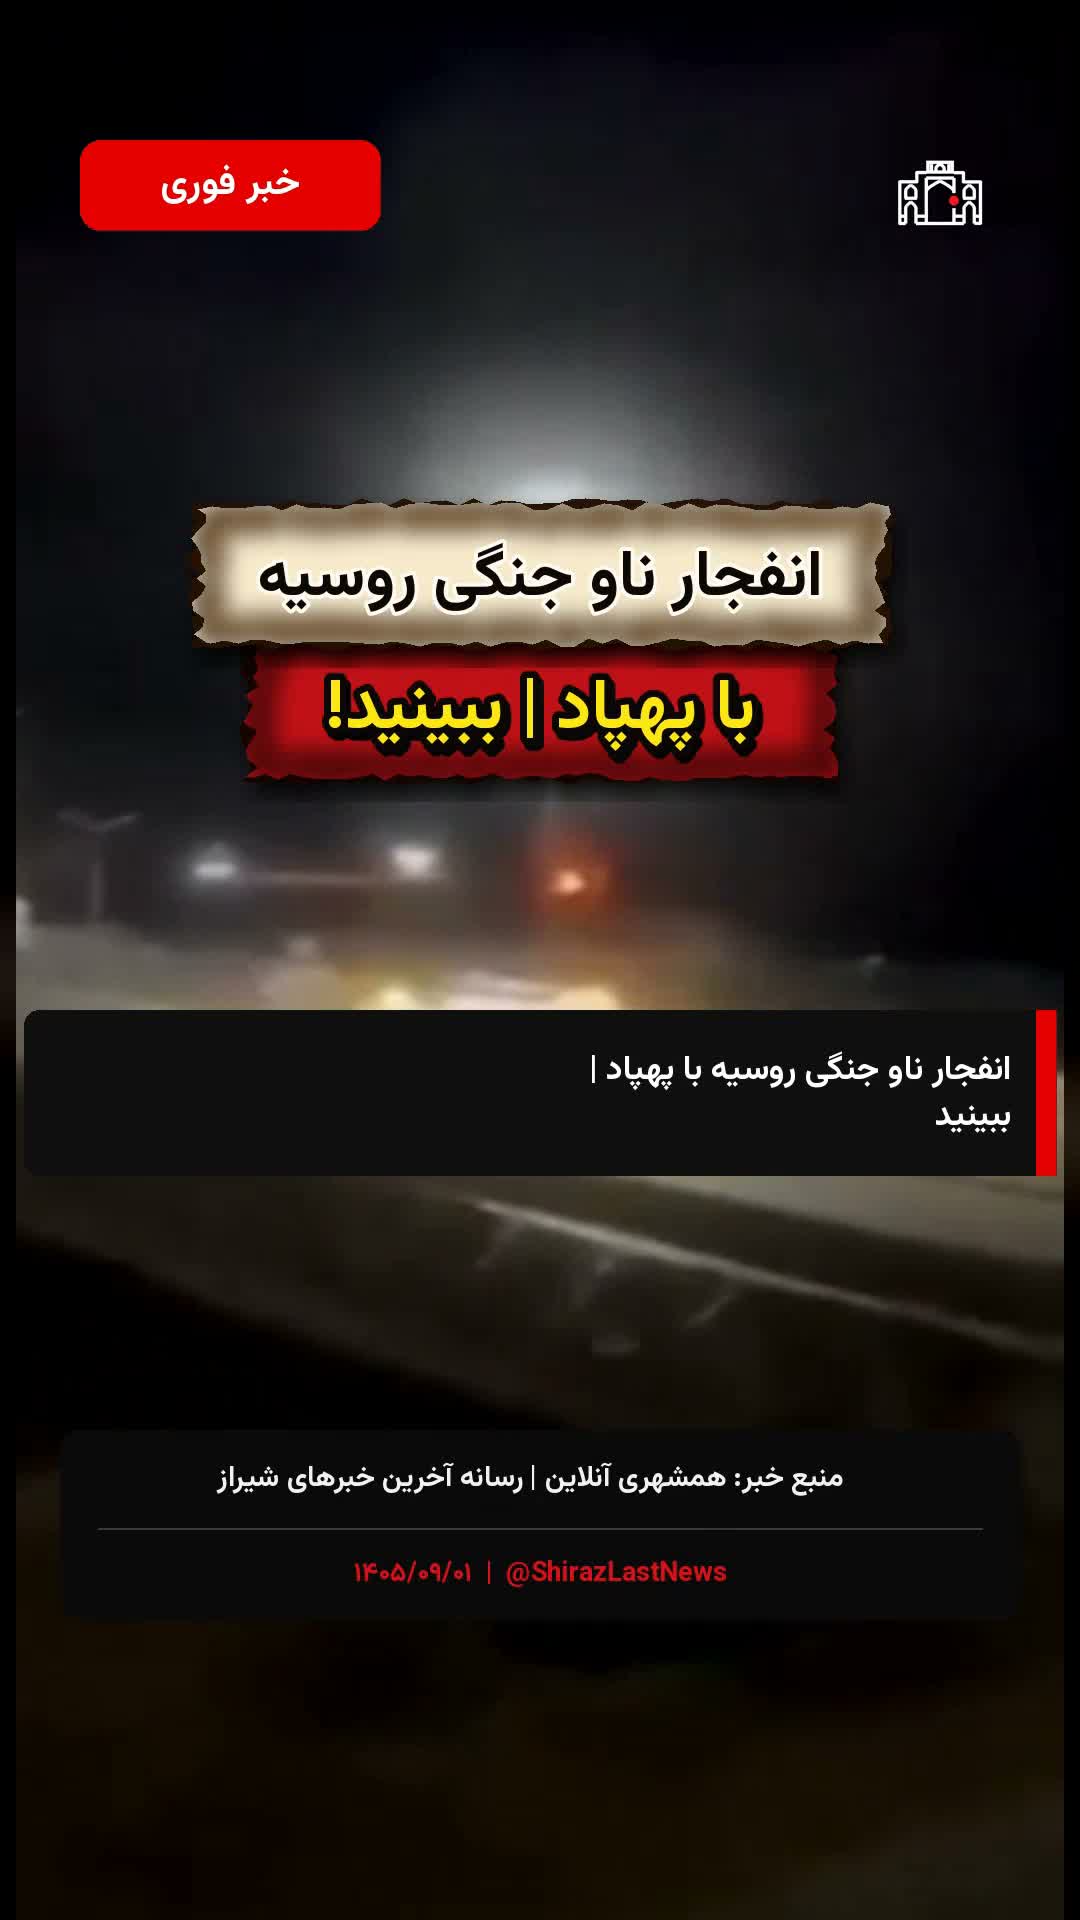 خبر فوری
انفجار ناو جنگی روسیه
با پهپاد | ببینید!
انفجار ناو جنگی روسیه با پهپاد |
ببینید
منبع خبر: همشهری آنلاین | رسانه آخرین خبرهای شیراز
@ShirazLastNews | ۱۴۰۵/۰۹/۰۱